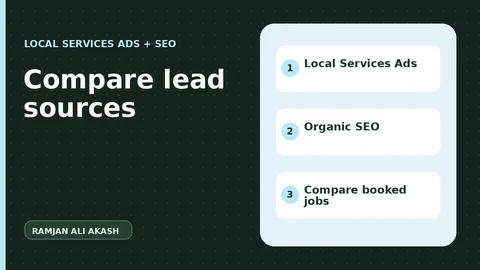 LOCAL SERVICES ADS + SEO
Compare lead
sources
RAMJAN ALI AKASH
1 Local Services Ads
2 Organic SEO
3 Compare booked
jobs